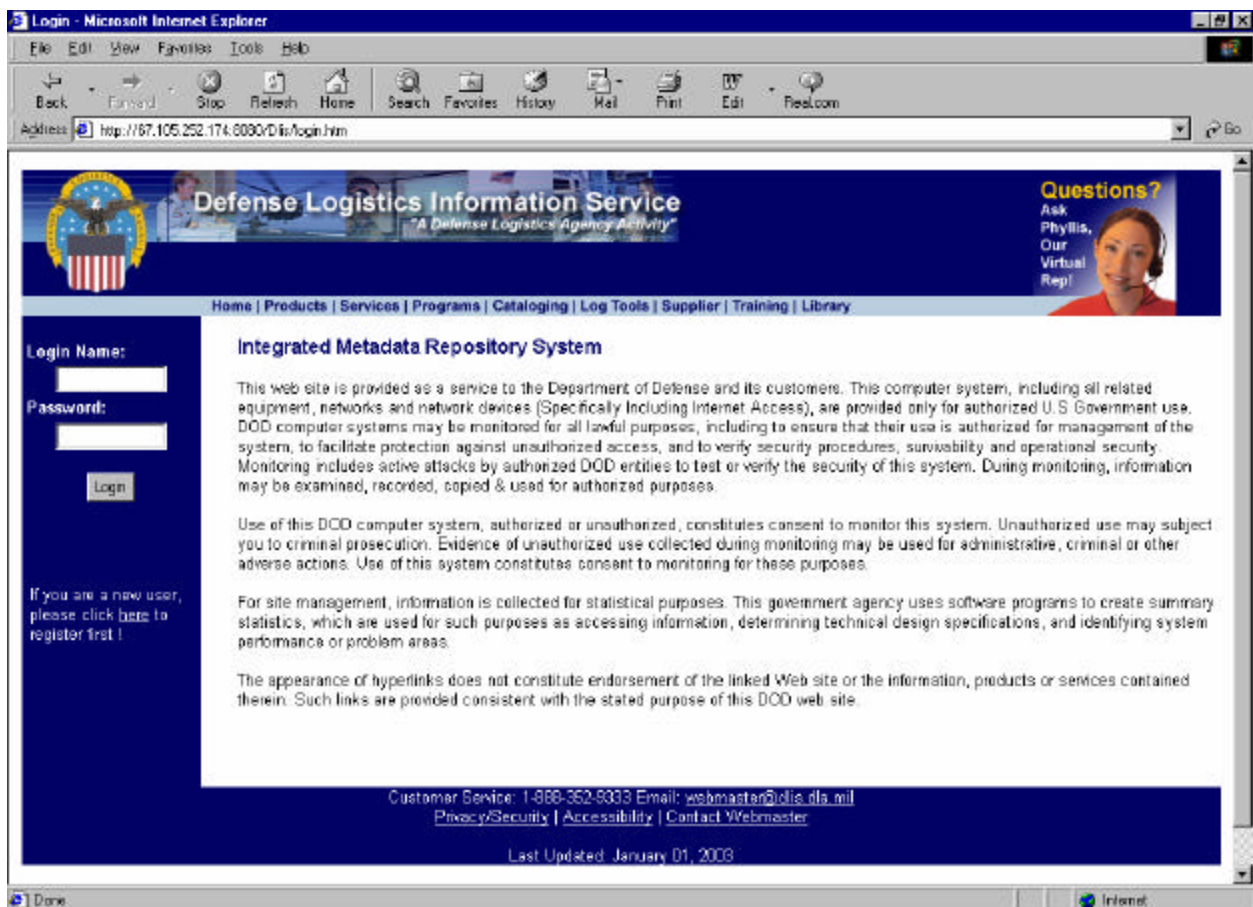 Login - Microsoft Internet Explorer
File Edit View Favorites Tools Help
Back Forward Stop Refresh Home Search Favorites History Mail Print Edit Real.com
Address http://67.105.252.174:8080/Dlis/login.htm Go
Defense Logistics Information Service
"A Defense Logistics Agency Activity"
Questions?
Ask
Phyllis,
Our
Virtual
Rep!
Home | Products | Services | Programs | Cataloging | Log Tools | Supplier | Training | Library
Login Name:
Password:
Login
If you are a new user,
please click here to
register first !
Integrated Metadata Repository System
This web site is provided as a service to the Department of Defense and its customers. This computer system, including all related
equipment, networks and network devices (Specifically Including Internet Access), are provided only for authorized U.S Government use.
DOD computer systems may be monitored for all lawful purposes, including to ensure that their use is authorized for management of the
system, to facilitate protection against unauthorized access, and to verify security procedures, survivability and operational security.
Monitoring includes active attacks by authorized DOD entities to test or verify the security of this system. During monitoring, information
may be examined, recorded, copied & used for authorized purposes.
Use of this DOD computer system, authorized or unauthorized, constitutes consent to monitor this system. Unauthorized use may subject
you to criminal prosecution. Evidence of unauthorized use collected during monitoring may be used for administrative, criminal or other
adverse actions. Use of this system constitutes consent to monitoring for these purposes.
For site management, information is collected for statistical purposes. This government agency uses software programs to create summary
statistics, which are used for such purposes as accessing information, determining technical design specifications, and identifying system
performance or problem areas.
The appearance of hyperlinks does not constitute endorsement of the linked Web site or the information, products or services contained
therein. Such links are provided consistent with the stated purpose of this DOD web site.
Customer Service: 1-888-352-9333 Email: webmaster@dlis.dla.mil
Privacy/Security | Accessibility | Contact Webmaster
Last Updated: January 01, 2003
Done Internet